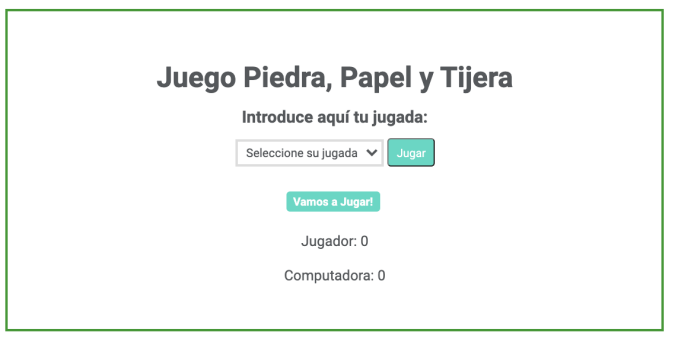 Juego Piedra, Papel y Tijera
Introduce aquí tu jugada:
Seleccione su jugada Jugar
Vamos a Jugar!
Jugador: 0
Computadora: 0